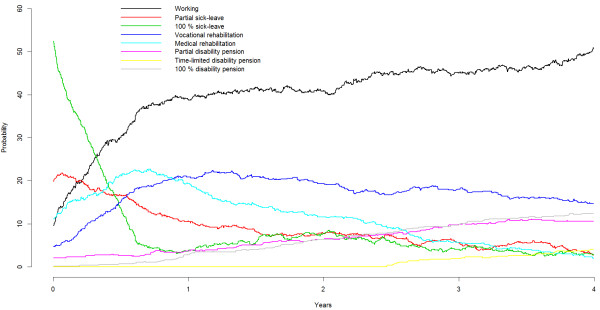 Working
Partial sick-leave
100 % sick-leave
Vocational rehabilitation
Medical rehabilitation
Partial disability pension
Time-limited disability pension
100 % disability pension
60
50
40
30
20
10
0
Probability
0 1 2 3 4
Years